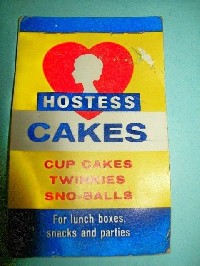 HOSTESS
CAKES
CUP CAKES
TWINKIES
SNO-BALLS
For lunch boxes,
snacks and parties